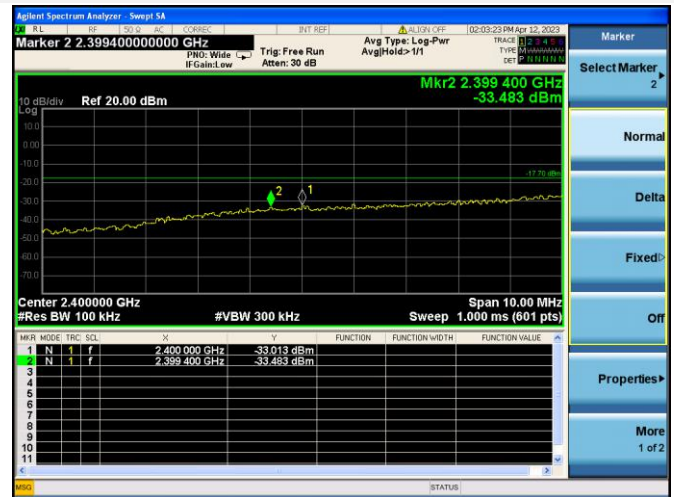 Agilent Spectrum Analyzer - Swept SA
RL RF 50 Ω AC CORREC INT REF ALIGN OFF 02:03:23 PM Apr 12, 2023
Marker 2 2.399400000000 GHz
PNO: Wide
IFGain:Low
Trig: Free Run
Atten: 30 dB
Avg Type: Log-Pwr
Avg|Hold:>1/1
TRACE 1 2 3 4 5 6
TYPE
DET P N N N N N
Mkr2 2.399 400 GHz
-33.483 dBm
10 dB/div Ref 20.00 dBm
Log
10.0
0.00
-10.0
-17.70 dBm
-20.0
2 1
-30.0
-40.0
-50.0
-60.0
-70.0
Center 2.400000 GHz Span 10.00 MHz
#Res BW 100 kHz #VBW 300 kHz Sweep 1.000 ms (601 pts)
MKR MODE TRC SCL X Y FUNCTION FUNCTION WIDTH FUNCTION VALUE
1 N 1 f 2.400 000 GHz -33.013 dBm
2 N 1 f 2.399 400 GHz -33.483 dBm
3
4
5
6
7
8
9
10
11
MSG STATUS
Marker
Select Marker
2
Normal
Delta
Fixed
Off
Properties
More
1 of 2